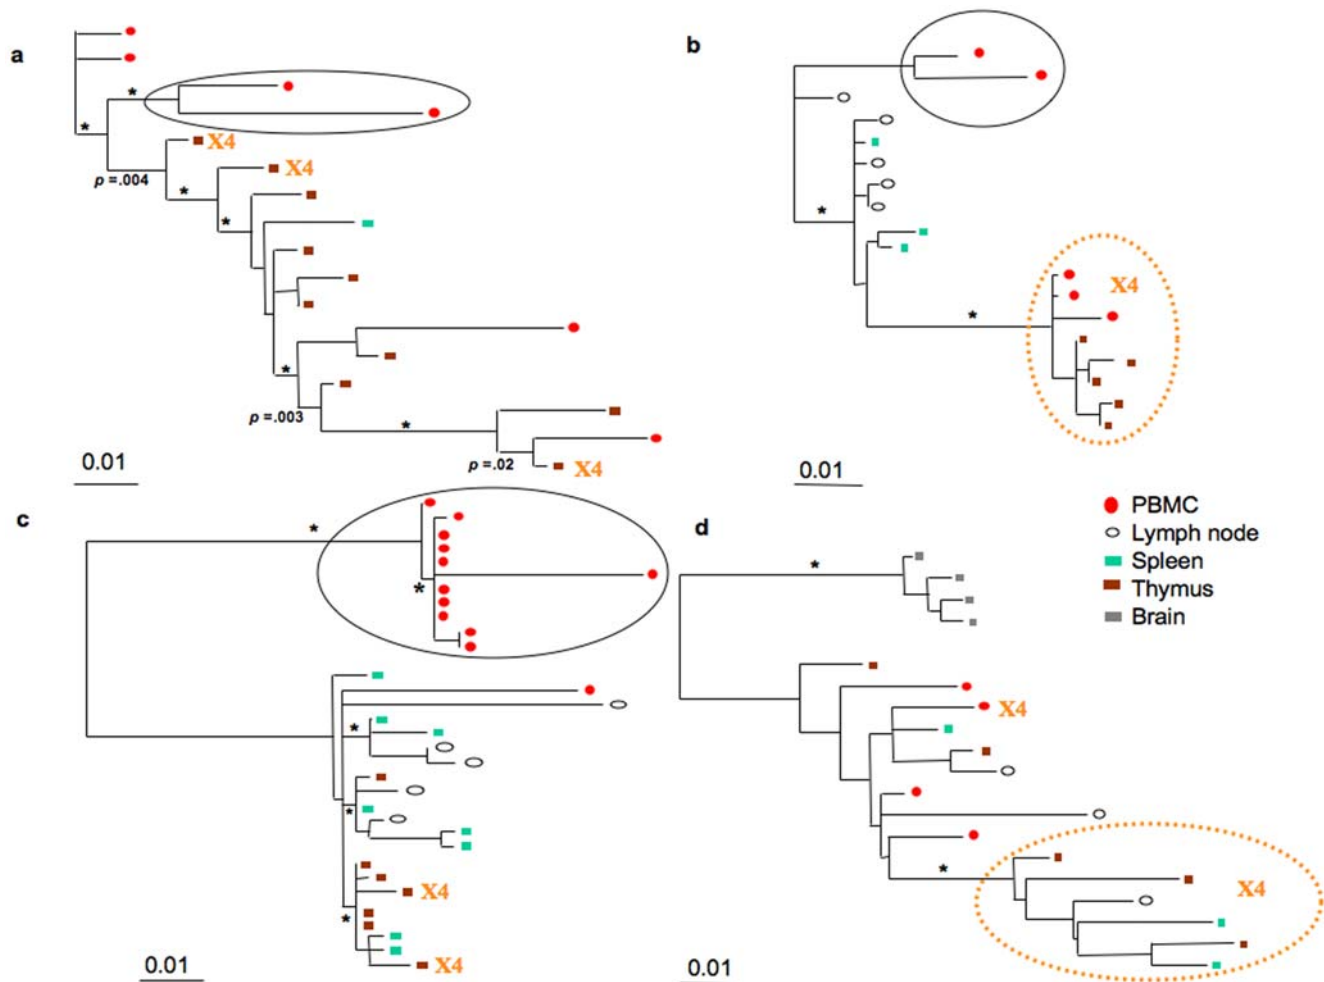 a
*
*
X4
X4
p =.004
*
*
*
p =.003
*
p =.02
X4
0.01
b
*
X4
*
0.01
c
*
*
*
*
X4
*
X4
0.01
PBMC
Lymph node
Spleen
Thymus
Brain
d
*
X4
*
X4
0.01